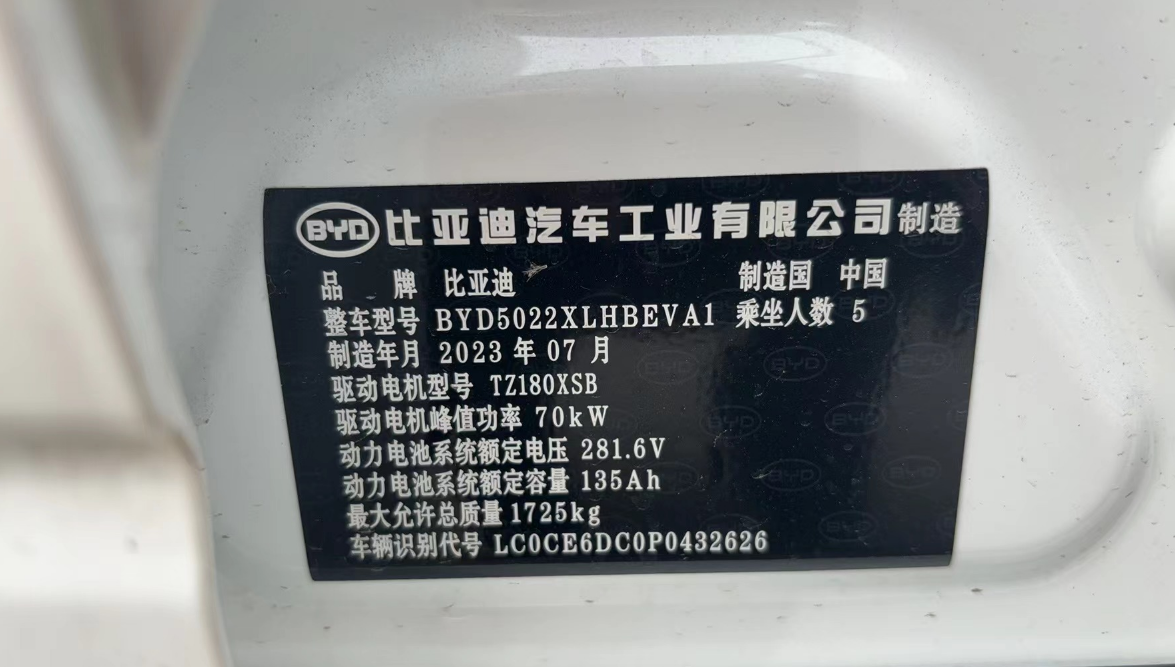 BYD 比亚迪汽车工业有限公司制造
品 牌 比亚迪 制造国 中国
整车型号 BYD5022XLHBEVA1 乘坐人数 5
制造年月 2023 年 07 月
驱动电机型号 TZ180XSB
驱动电机峰值功率 70kW
动力电池系统额定电压 281.6V
动力电池系统额定容量 135Ah
最大允许总质量 1725kg
车辆识别代号 LC0CE6DC0P0432626